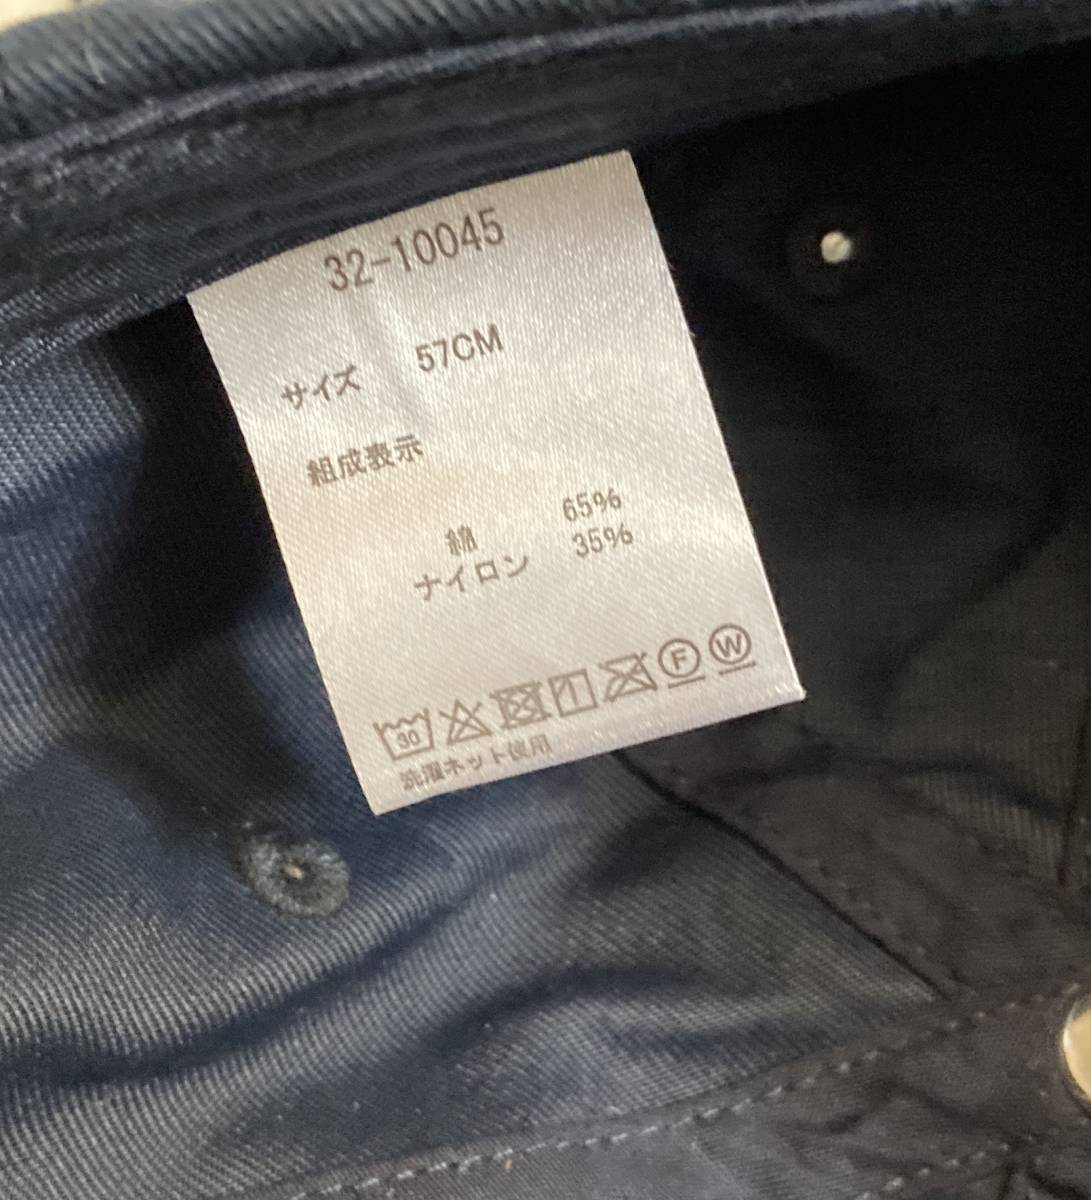 32-10045
サイズ 57CM
組成表示
綿 65%
ナイロン 35%
30 F W
洗濯ネット使用